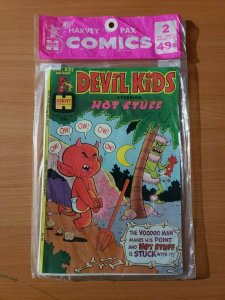 HARVEY PAX
COMICS
2
49¢
DEVIL KIDS
STARRING
HOT STUFF
HARVEY
OW!
OW!
OW!
OW!
THE VOODOO MAN
MAKES HIS POINT
AND HOT STUFF
IS STUCK WITH IT!